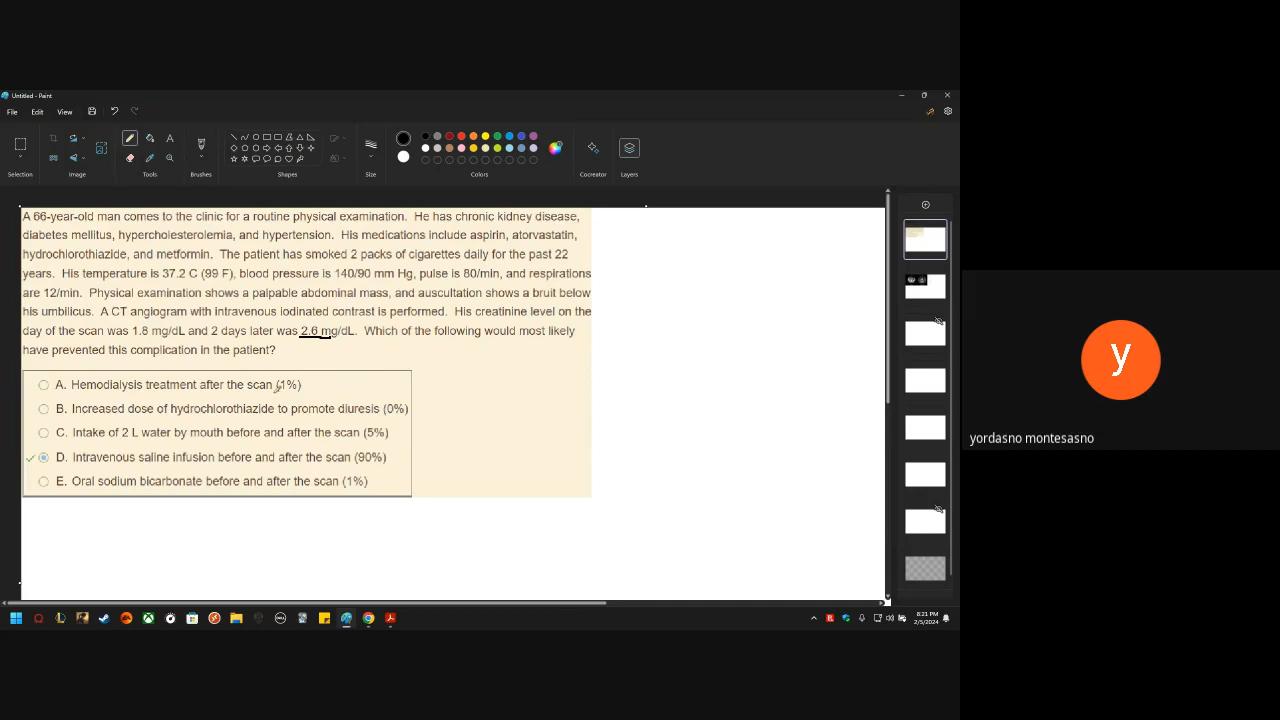 Untitled - Paint
File Edit View
Selection Image Tools Brushes Shapes Size Colors Cocreator Layers
A 66-year-old man comes to the clinic for a routine physical examination. He has chronic kidney disease,
diabetes mellitus, hypercholesterolemia, and hypertension. His medications include aspirin, atorvastatin,
hydrochlorothiazide, and metformin. The patient has smoked 2 packs of cigarettes daily for the past 22
years. His temperature is 37.2 C (99 F), blood pressure is 140/90 mm Hg, pulse is 80/min, and respirations
are 12/min. Physical examination shows a palpable abdominal mass, and auscultation shows a bruit below
his umbilicus. A CT angiogram with intravenous iodinated contrast is performed. His creatinine level on the
day of the scan was 1.8 mg/dL and 2 days later was 2.6 mg/dL. Which of the following would most likely
have prevented this complication in the patient?
A. Hemodialysis treatment after the scan (1%)
B. Increased dose of hydrochlorothiazide to promote diuresis (0%)
C. Intake of 2 L water by mouth before and after the scan (5%)
D. Intravenous saline infusion before and after the scan (90%)
E. Oral sodium bicarbonate before and after the scan (1%)
y
yordasno montesasno
8:21 PM
2/5/2024